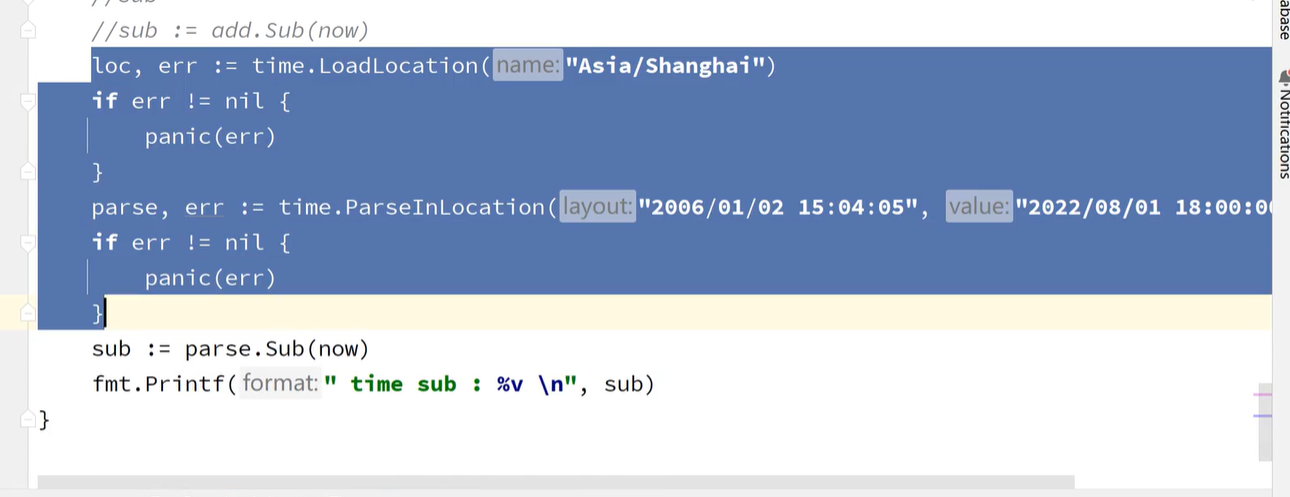 //sub := add.Sub(now)
loc, err := time.LoadLocation( name: "Asia/Shanghai")
if err != nil {
panic(err)
}
parse, err := time.ParseInLocation( layout: "2006/01/02 15:04:05", value: "2022/08/01 18:00:0
if err != nil {
panic(err)
}
sub := parse.Sub(now)
fmt.Printf( format: " time sub : %v \n", sub)
}
Notifications